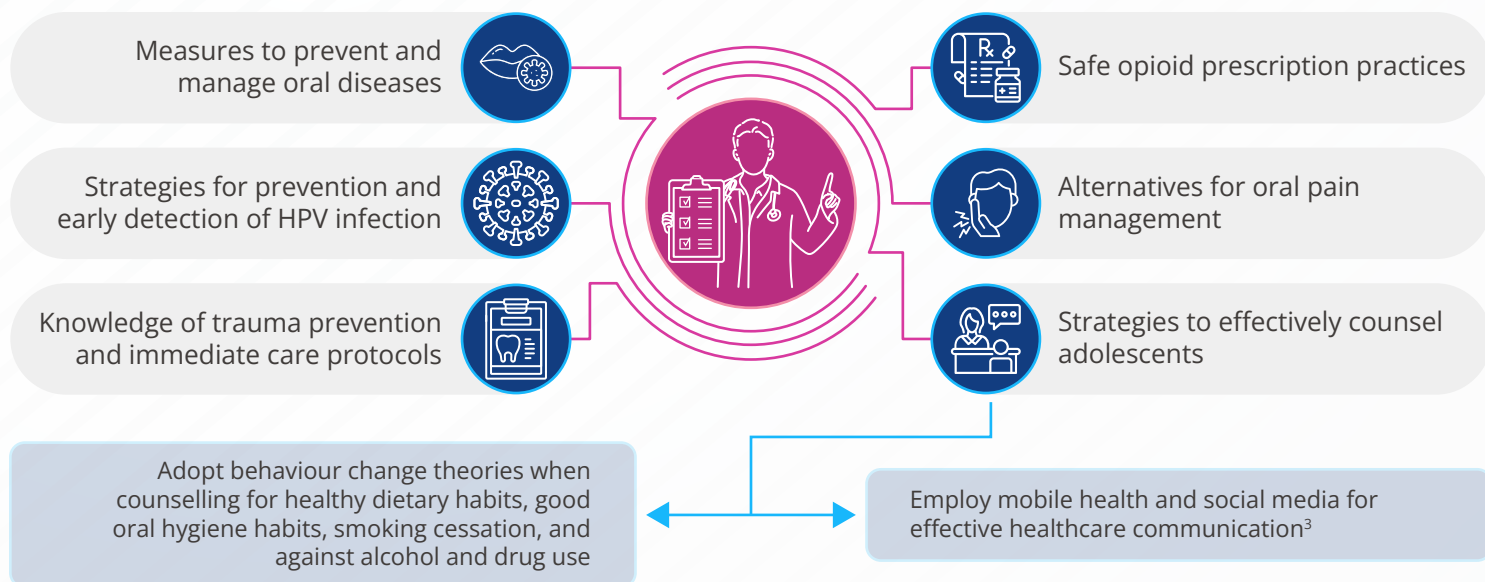 Measures to prevent and
manage oral diseases
Strategies for prevention and
early detection of HPV infection
Knowledge of trauma prevention
and immediate care protocols
Rx
Safe opioid prescription practices
Alternatives for oral pain
management
Strategies to effectively counsel
adolescents
Adopt behaviour change theories when
counselling for healthy dietary habits, good
oral hygiene habits, smoking cessation, and
against alcohol and drug use
Employ mobile health and social media for
effective healthcare communication³